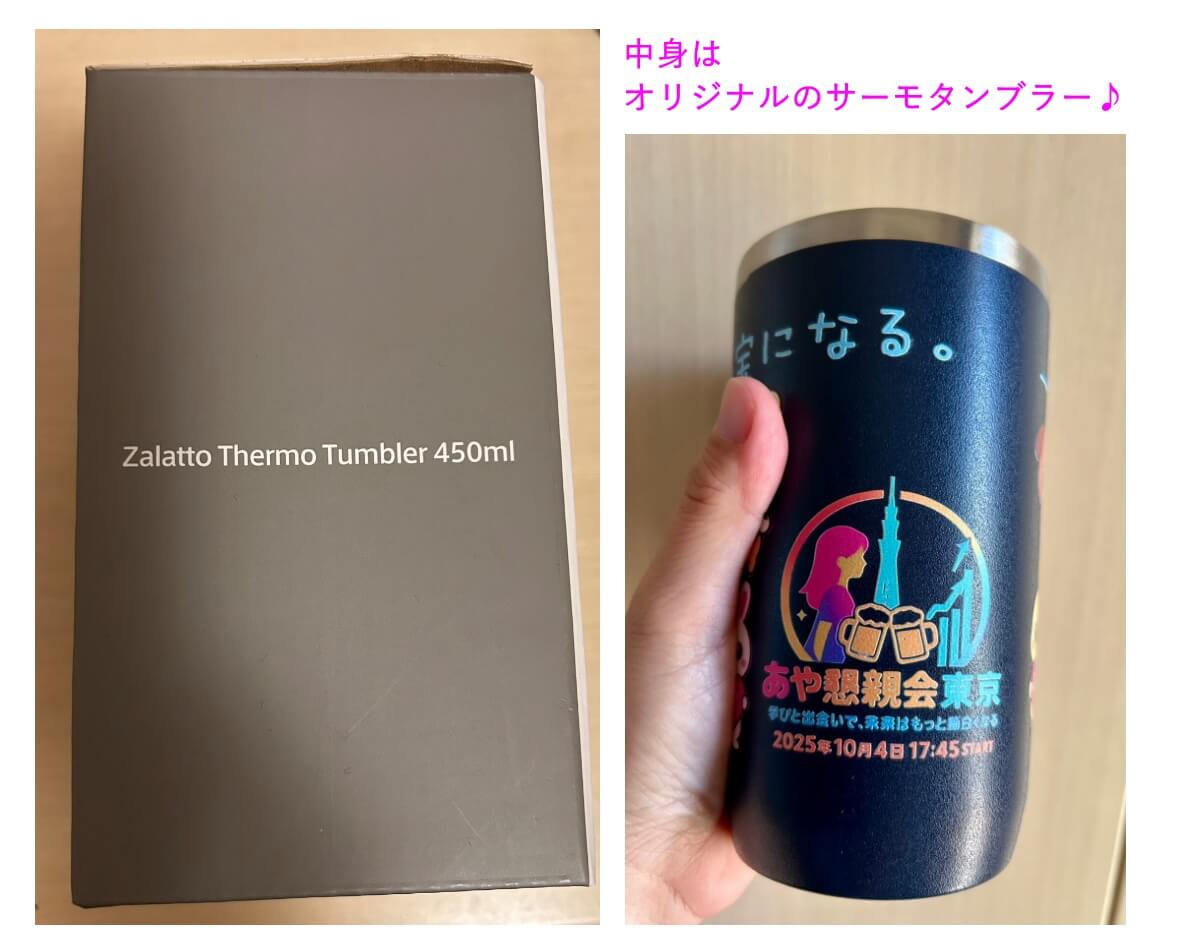 中身は
オリジナルのサーモタンブラー♪
Zalatto Thermo Tumbler 450ml
実になる。
あや懇親会東京
学びと出会いで、未来はもっと面白くなる
2025年10月4日 17:45 START